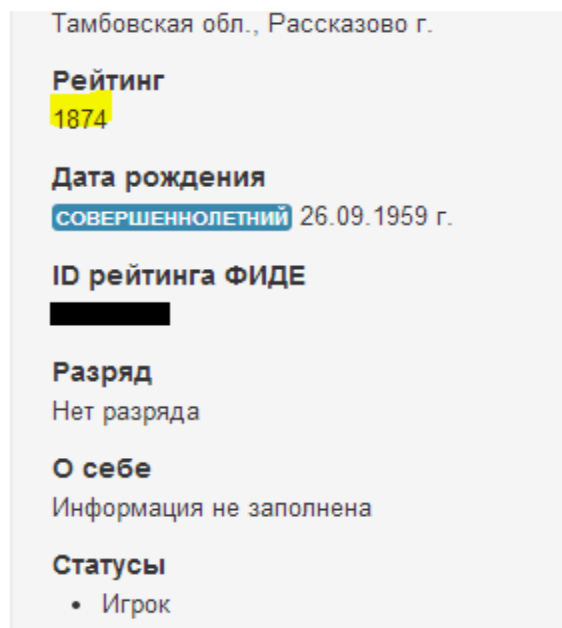 Тамбовская обл., Рассказово г.
Рейтинг
1874
Дата рождения
СОВЕРШЕННОЛЕТНИЙ 26.09.1959 г.
ID рейтинга ФИДЕ
Разряд
Нет разряда
О себе
Информация не заполнена
Статусы
• Игрок